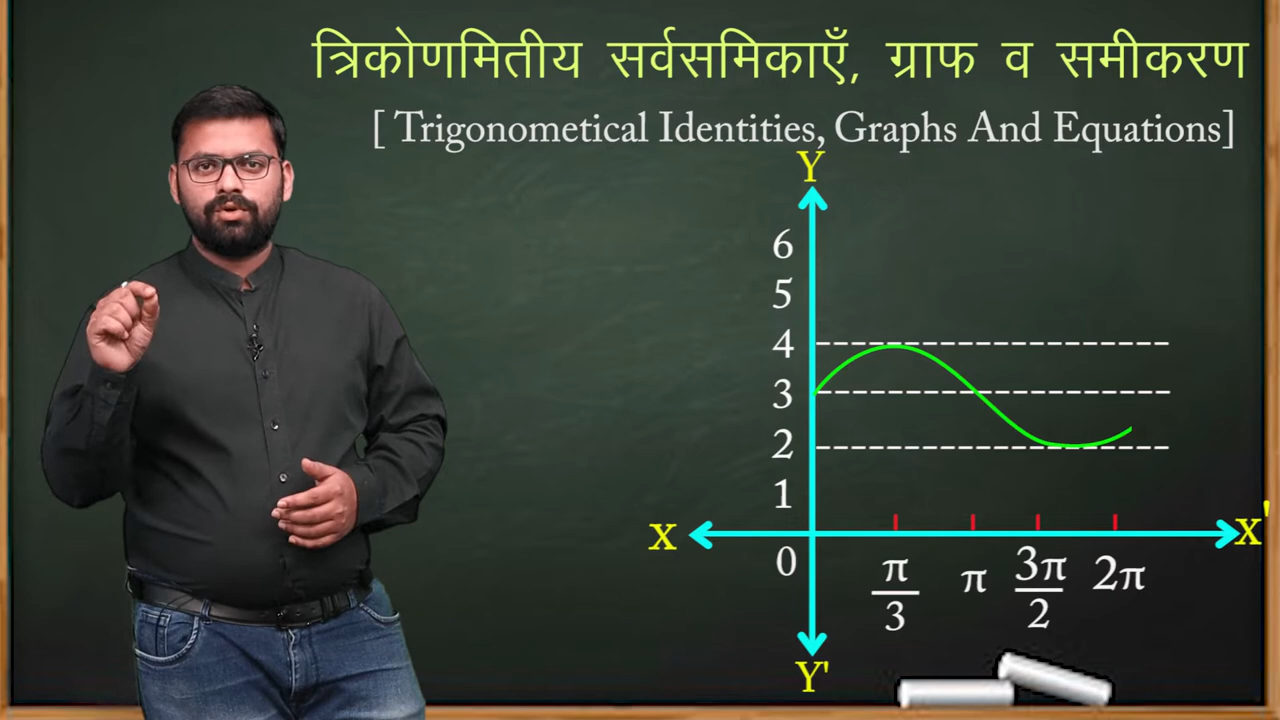 त्रिकोणमितीय सर्वसमिकाएँ, ग्राफ व समीकरण
[ Trigonometical Identities, Graphs And Equations]
Y
6
5
4
3
2
1
X
X'
0
π/3
π
3π/2
2π
Y'